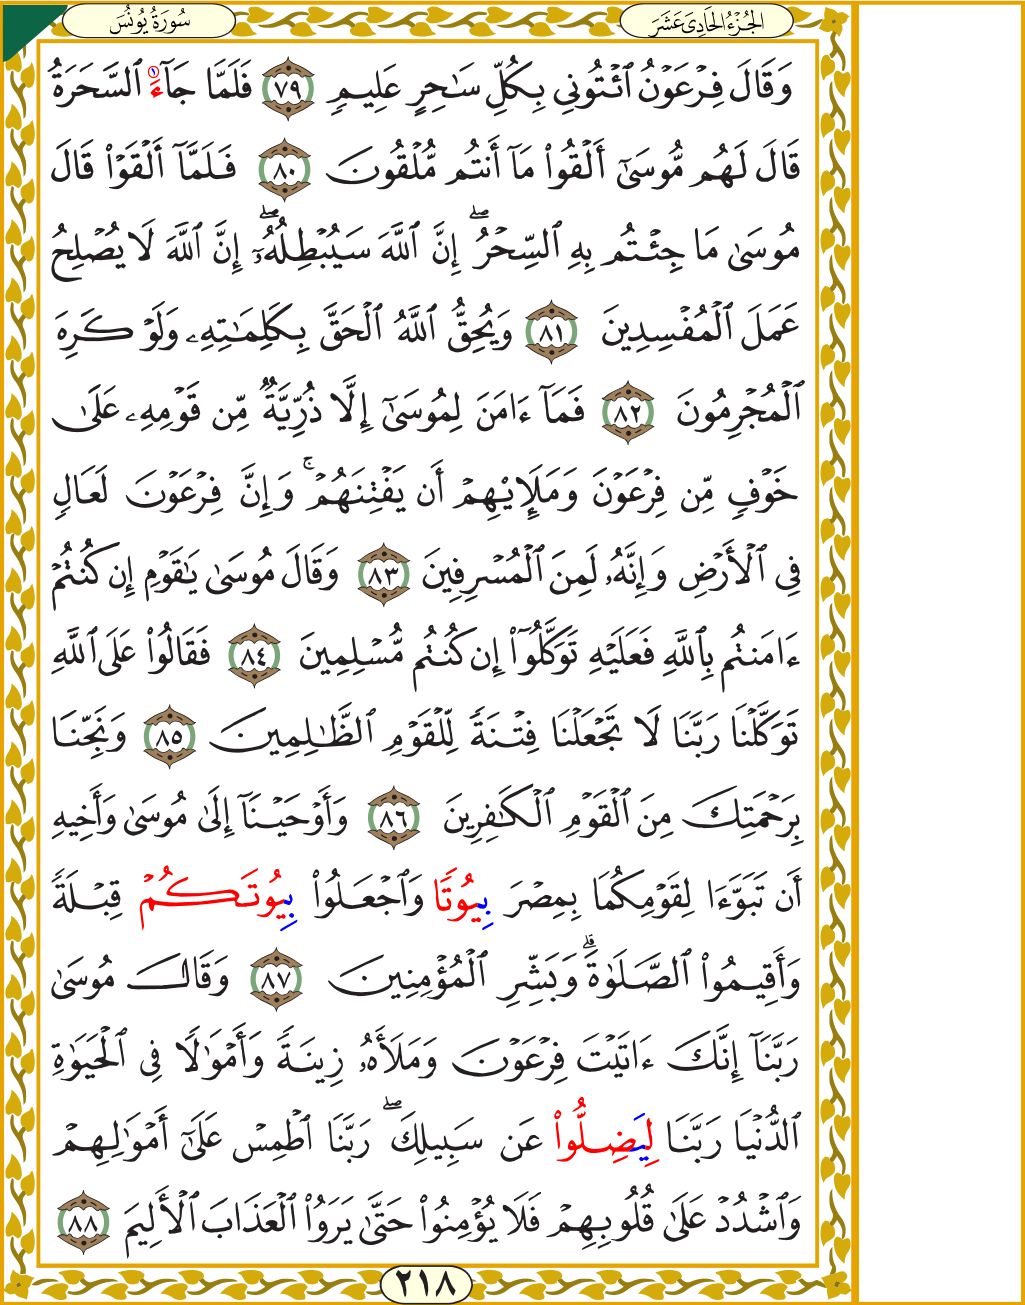 سُورَةُ يُونُسَ
الجُزْءُ الحَادِيَ عَشَرَ
وَقَالَ فِرْعَوْنُ ٱئْتُونِي بِكُلِّ سَـٰحِرٍ عَلِيمٍ ۝٧٩ فَلَمَّا جَآءَ١ ٱلسَّحَرَةُ
قَالَ لَهُم مُّوسَىٰٓ أَلْقُوا۟ مَآ أَنتُم مُّلْقُونَ ۝٨٠ فَلَمَّآ أَلْقَوْا۟ قَالَ
مُوسَىٰ مَا جِئْتُم بِهِ ٱلسِّحْرُۖ إِنَّ ٱللَّهَ سَيُبْطِلُهُۥٓۖ إِنَّ ٱللَّهَ لَا يُصْلِحُ
عَمَلَ ٱلْمُفْسِدِينَ ۝٨١ وَيُحِقُّ ٱللَّهُ ٱلْحَقَّ بِكَلِمَـٰتِهِۦ وَلَوْ كَرِهَ
ٱلْمُجْرِمُونَ ۝٨٢ فَمَآ ءَامَنَ لِمُوسَىٰٓ إِلَّا ذُرِّيَّةٌ مِّن قَوْمِهِۦ عَلَىٰ
خَوْفٍ مِّن فِرْعَوْنَ وَمَلَإِي۟هِمْ أَن يَفْتِنَهُمْۚ وَإِنَّ فِرْعَوْنَ لَعَالٍ
فِي ٱلْأَرْضِ وَإِنَّهُۥ لَمِنَ ٱلْمُسْرِفِينَ ۝٨٣ وَقَالَ مُوسَىٰ يَـٰقَوْمِ إِن كُنتُمْ
ءَامَنتُم بِٱللَّهِ فَعَلَيْهِ تَوَكَّلُوٓا۟ إِن كُنتُم مُّسْلِمِينَ ۝٨٤ فَقَالُوا۟ عَلَى ٱللَّهِ
تَوَكَّلْنَا رَبَّنَا لَا تَجْعَلْنَا فِتْنَةً لِّلْقَوْمِ ٱلظَّـٰلِمِينَ ۝٨٥ وَنَجِّنَا
بِرَحْمَتِكَ مِنَ ٱلْقَوْمِ ٱلْكَـٰفِرِينَ ۝٨٦ وَأَوْحَيْنَآ إِلَىٰ مُوسَىٰ وَأَخِيهِ
أَن تَبَوَّءَا لِقَوْمِكُمَا بِمِصْرَ بِيُوتًا وَٱجْعَلُوا۟ بِيُوتَكُمْ قِبْلَةً
وَأَقِيمُوا۟ ٱلصَّلَوٰةَۗ وَبَشِّرِ ٱلْمُؤْمِنِينَ ۝٨٧ وَقَالَ مُوسَىٰ
رَبَّنَآ إِنَّكَ ءَاتَيْتَ فِرْعَوْنَ وَمَلَأَهُۥ زِينَةً وَأَمْوَٰلًا فِي ٱلْحَيَوٰةِ
ٱلدُّنْيَا رَبَّنَا لِيَضِلُّوا۟ عَن سَبِيلِكَۖ رَبَّنَا ٱطْمِسْ عَلَىٰٓ أَمْوَٰلِهِمْ
وَٱشْدُدْ عَلَىٰ قُلُوبِهِمْ فَلَا يُؤْمِنُوا۟ حَتَّىٰ يَرَوُا۟ ٱلْعَذَابَ ٱلْأَلِيمَ ۝٨٨
٢١٨